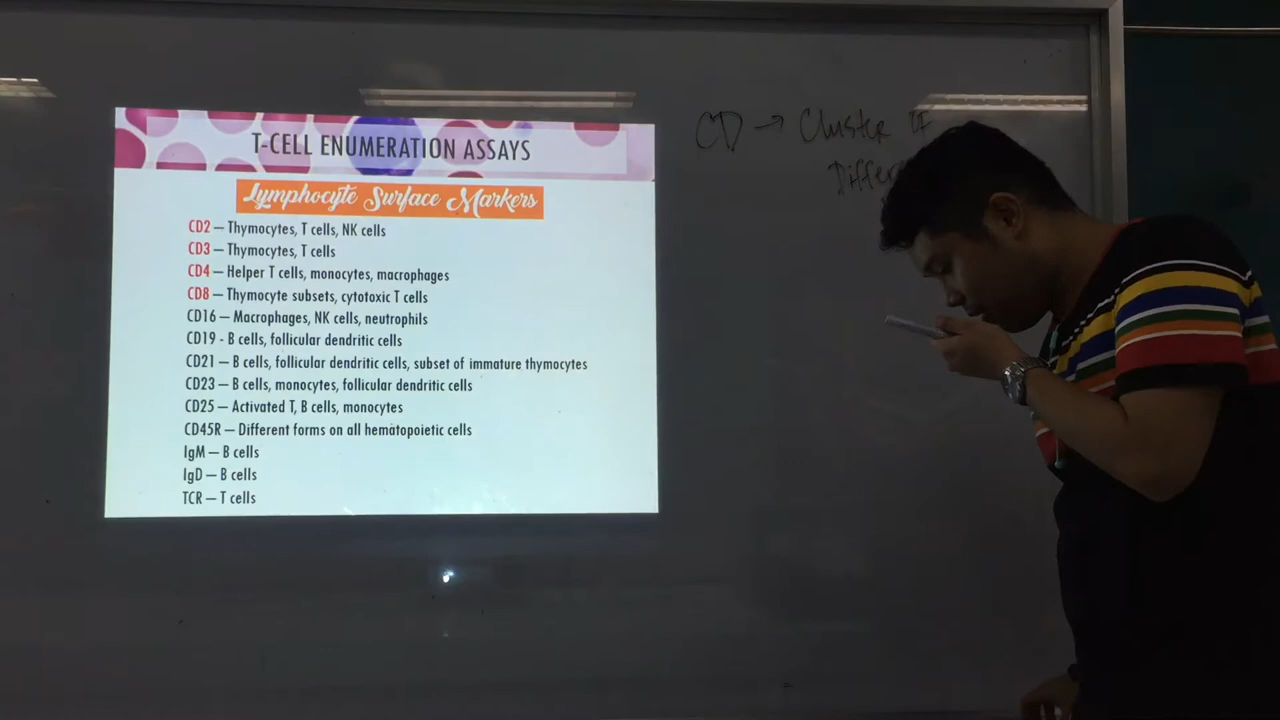 T-CELL ENUMERATION ASSAYS
Lymphocyte Surface Markers
CD2 – Thymocytes, T cells, NK cells
CD3 – Thymocytes, T cells
CD4 – Helper T cells, monocytes, macrophages
CD8 – Thymocyte subsets, cytotoxic T cells
CD16 – Macrophages, NK cells, neutrophils
CD19 - B cells, follicular dendritic cells
CD21 – B cells, follicular dendritic cells, subset of immature thymocytes
CD23 – B cells, monocytes, follicular dendritic cells
CD25 – Activated T, B cells, monocytes
CD45R – Different forms on all hematopoietic cells
IgM – B cells
IgD – B cells
TCR – T cells
CD → Cluster of